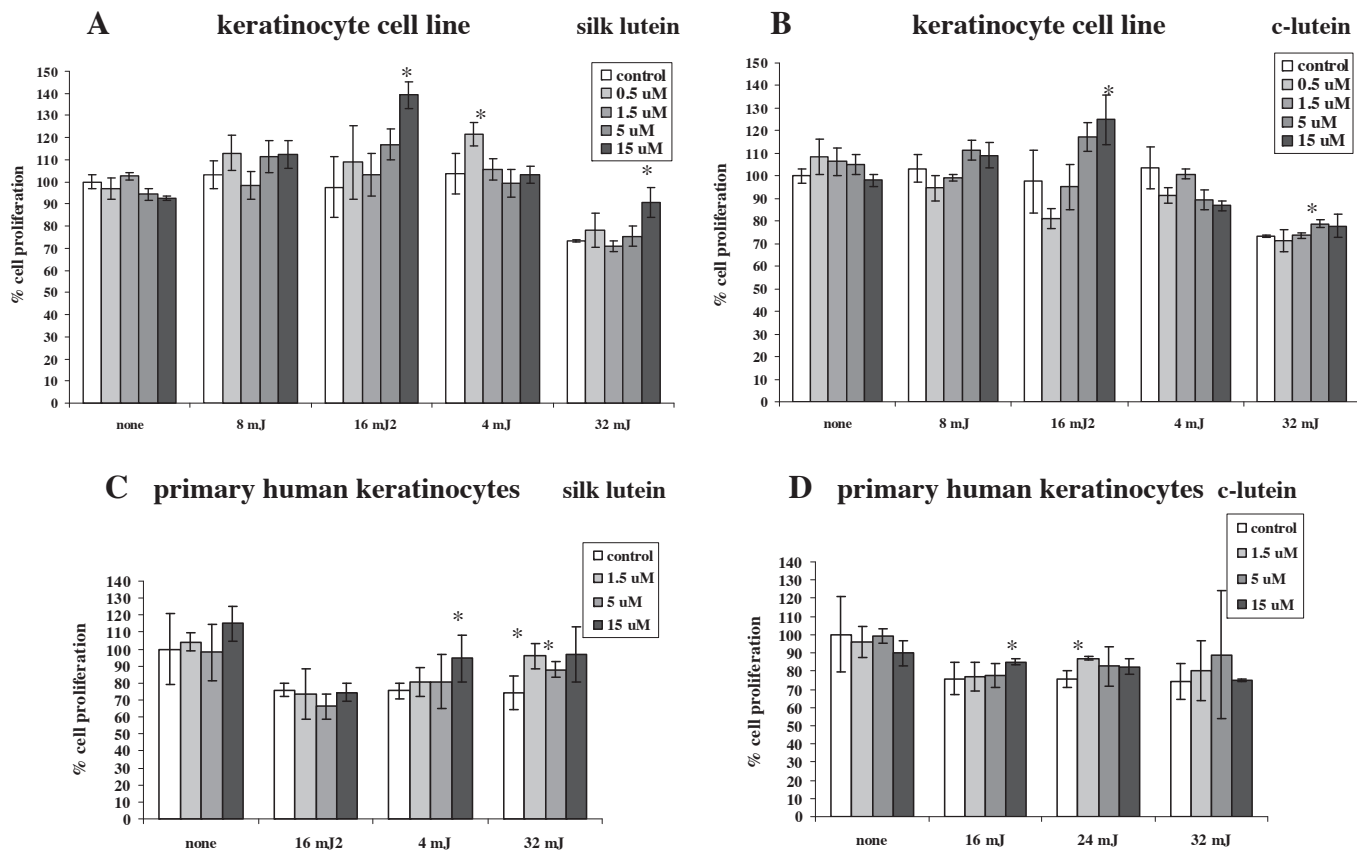 A keratinocyte cell line silk lutein
% cell proliferation
150
140
130
120
110
100
90
80
70
60
50
40
30
20
10
0
control
0.5 uM
1.5 uM
5 uM
15 uM
*
*
*
none 8 mJ 16 mJ2 4 mJ 32 mJ
B keratinocyte cell line c-lutein
% cell proliferation
150
140
130
120
110
100
90
80
70
60
50
40
30
20
10
0
control
0.5 uM
1.5 uM
5 uM
15 uM
*
*
none 8 mJ 16 mJ2 4 mJ 32 mJ
C primary human keratinocytes silk lutein
% cell proliferation
140
130
120
110
100
90
80
70
60
50
40
30
20
10
0
control
1.5 uM
5 uM
15 uM
* * *
none 16 mJ2 4 mJ 32 mJ
D primary human keratinocytes c-lutein
% cell proliferation
140
130
120
110
100
90
80
70
60
50
40
30
20
10
0
control
1.5 uM
5 uM
15 uM
* *
none 16 mJ 24 mJ 32 mJ